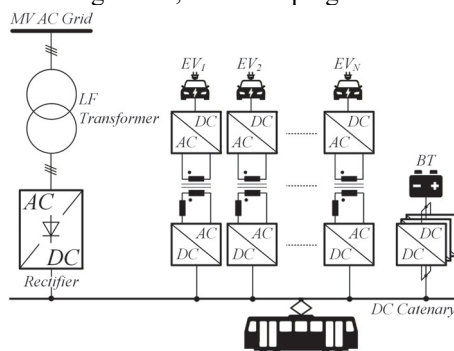 MV AC Grid
LF
Transformer
AC
DC
Rectifier
EV1
EV2
EVN
DC
AC
DC
AC
DC
AC
AC
DC
AC
DC
AC
DC
BT
DC
DC
DC Catenary